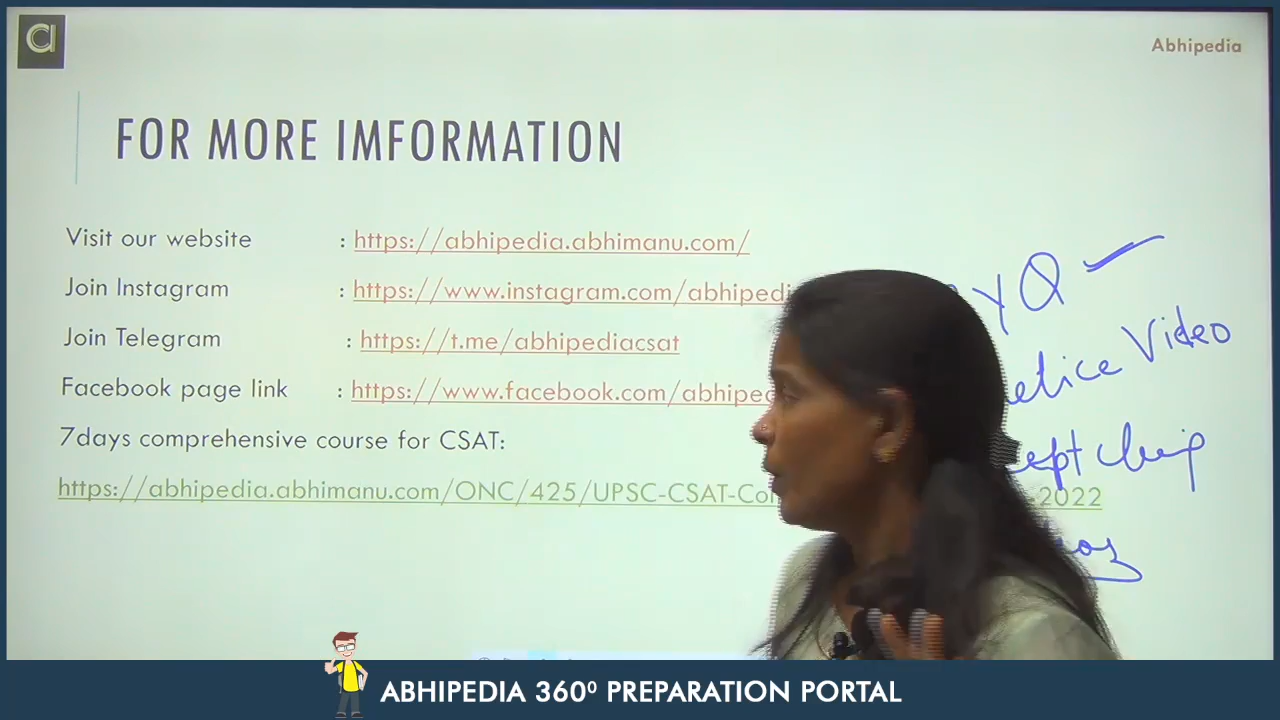 Abhipedia
FOR MORE IMFORMATION
Visit our website : https://abhipedia.abhimanu.com/
Join Instagram : https://www.instagram.com/abhipedi
Join Telegram : https://t.me/abhipediacsat
Facebook page link : https://www.facebook.com/abhiped
7days comprehensive course for CSAT:
https://abhipedia.abhimanu.com/ONC/425/UPSC-CSAT-Co 2022
YQ
Video
ABHIPEDIA 360⁰ PREPARATION PORTAL